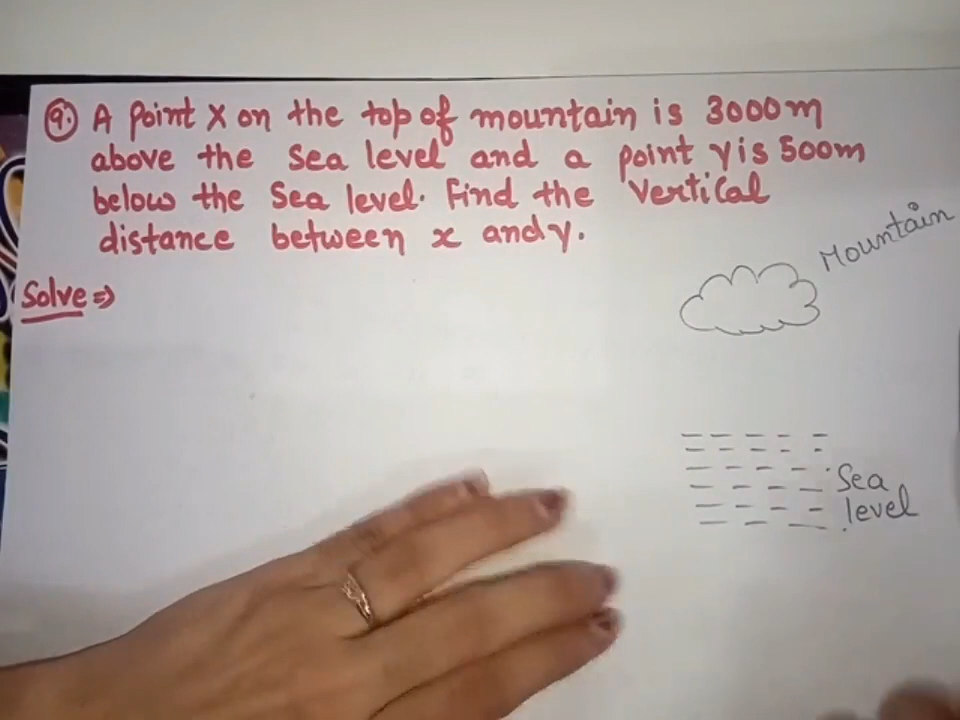 9. A Point X on the top of mountain is 3000m
above the sea level and a point y is 500m
below the Sea level. Find the Vertical
distance between x and y.
Solve ⇒
Mountain
Sea
level